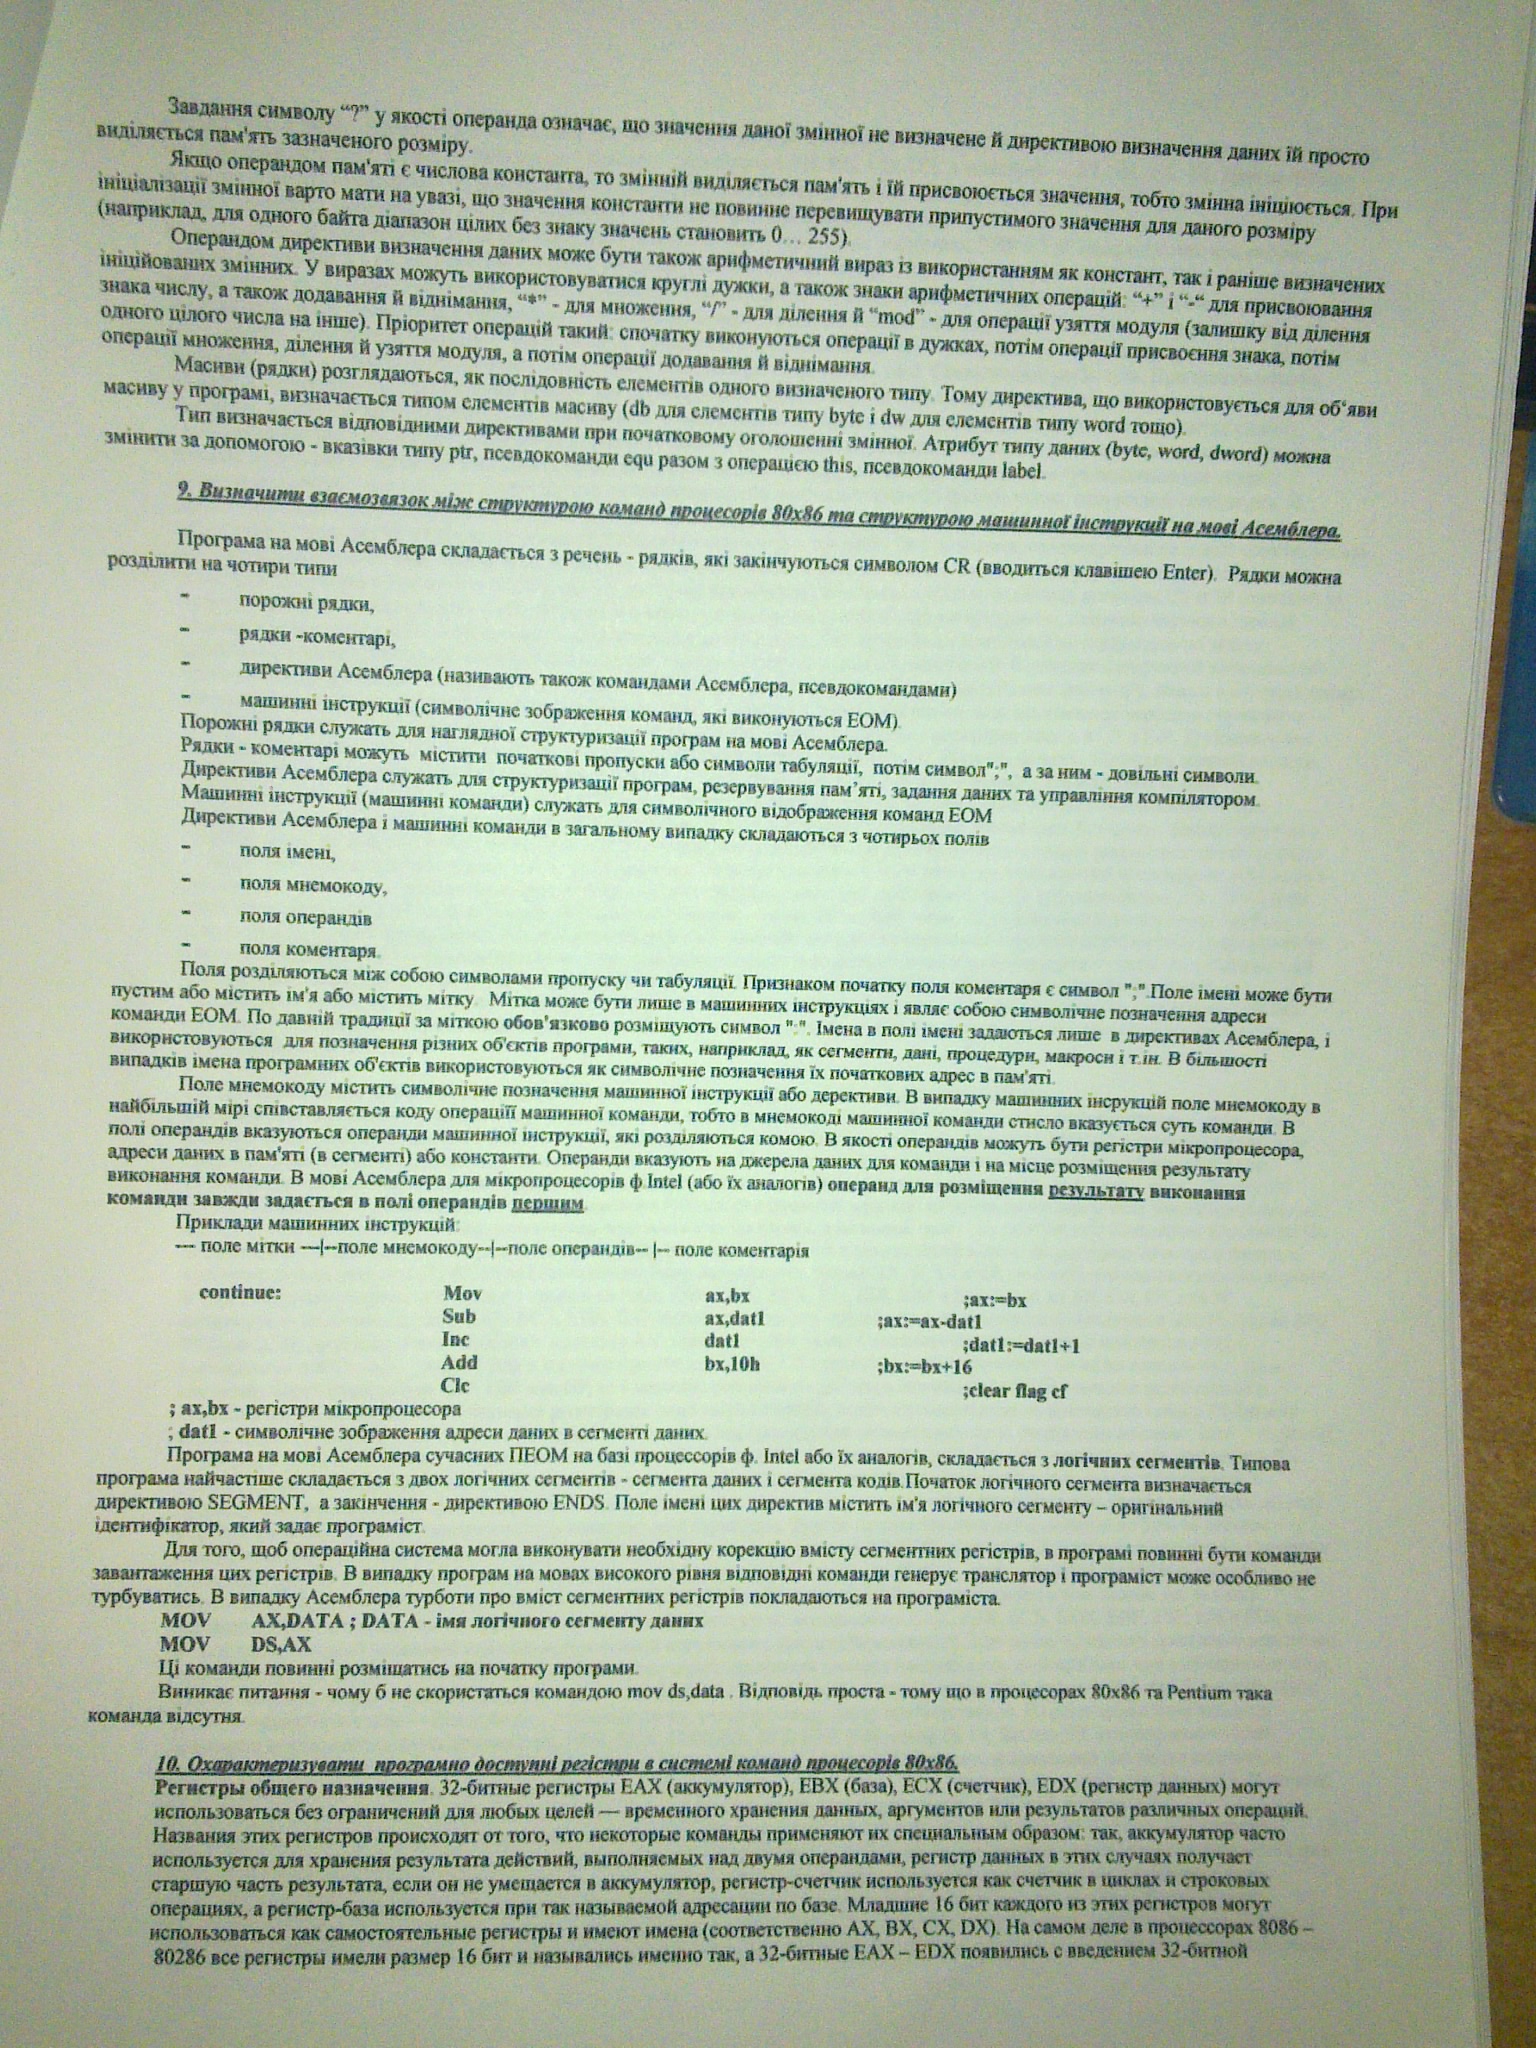 Завдання символу “?” у якості операнда означає, що значення даної змінної не визначене й директивою визначення даних їй просто
виділяється пам'ять зазначеного розміру.
Якщо операндом пам'яті є числова константа, то змінній виділяється пам'ять і їй присвоюється значення, тобто змінна ініціюється. При
ініціалізації змінної варто мати на увазі, що значення константи не повинне перевищувати припустимого значення для даного розміру
(наприклад, для одного байта діапазон цілих без знаку значень становить 0... 255).
Операндом директиви визначення даних може бути також арифметичний вираз із використанням як констант, так і раніше визначених
ініційованих змінних. У виразах можуть використовуватися круглі дужки, а також знаки арифметичних операцій: “+” і “-“ для присвоювання
знака числу, а також додавання й віднімання, “*” - для множення, “/” - для ділення й “mod” - для операції узяття модуля (залишку від ділення
одного цілого числа на інше). Пріоритет операцій такий: спочатку виконуються операції в дужках, потім операції присвоєння знака, потім
операції множення, ділення й узяття модуля, а потім операції додавання й віднімання.
Масиви (рядки) розглядаються, як послідовність елементів одного визначеного типу. Тому директива, що використовується для об‘яви
масиву у програмі, визначається типом елементів масиву (db для елементів типу byte і dw для елементів типу word тощо).
Тип визначається відповідними директивами при початковому оголошенні змінної. Атрибут типу даних (byte, word, dword) можна
змінити за допомогою - вказівки типу ptr, псевдокоманди equ разом з операцією this, псевдокоманди label.
9. Визначити взаємозвязок між структурою команд процесорів 80x86 та структурою машинної інструкції на мові Асемблера.
Програма на мові Асемблера складається з речень - рядків, які закінчуються символом CR (вводиться клавішею Enter). Рядки можна
розділити на чотири типи
- порожні рядки,
- рядки -коментарі,
- директиви Асемблера (називають також командами Асемблера, псевдокомандами)
- машинні інструкції (символічне зображення команд, які виконуються ЕОМ).
Порожні рядки служать для наглядної структуризації програм на мові Асемблера.
Рядки - коментарі можуть містити початкові пропуски або символи табуляції, потім символ";", а за ним - довільні символи.
Директиви Асемблера служать для структуризації програм, резервування пам’яті, задання даних та управління компілятором.
Машинні інструкції (машинні команди) служать для символічного відображення команд ЕОМ
Директиви Асемблера і машинні команди в загальному випадку складаються з чотирьох полів
- поля імені,
- поля мнемокоду,
- поля операндів
- поля коментаря.
Поля розділяються між собою символами пропуску чи табуляції. Признаком початку поля коментаря є символ ";".Поле імені може бути
пустим або містить ім'я або містить мітку. Мітка може бути лише в машинних інструкціях і являє собою символічне позначення адреси
команди ЕОМ. По давній традиції за міткою обов’язково розміщують символ ":". Імена в полі імені задаються лише в директивах Асемблера, і
використовуються для позначення різних об'єктів програми, таких, наприклад, як сегменти, дані, процедури, макроси і т.ін. В більшості
випадків імена програмних об'єктів використовуються як символічне позначення їх початкових адрес в пам'яті.
Поле мнемокоду містить символічне позначення машинної інструкції або дерективи. В випадку машинних інсрукцій поле мнемокоду в
найбільшій мірі співставляється коду операціїї машинної команди, тобто в мнемокоді машинної команди стисло вказується суть команди. В
полі операндів вказуються операнди машинної інструкції, які розділяються комою. В якості операндів можуть бути регістри мікропроцесора,
адреси даних в пам'яті (в сегменті) або константи. Операнди вказують на джерела даних для команди і на місце розміщення результату
виконання команди. В мові Асемблера для мікропроцесорів ф.Intel (або їх аналогів) операнд для розміщення результату виконання
команди завжди задається в полі операндів першим.
Приклади машинних інструкцій:
--- поле мітки ---|--поле мнемокоду--|--поле операндів-- |-- поле коментарія
continue: Mov ax,bx ;ax:=bx
Sub ax,dat1 ;ax:=ax-dat1
Inc dat1 ;dat1:=dat1+1
Add bx,10h ;bx:=bx+16
Clc ;clear flag cf
; ax,bx - регістри мікропроцесора
; dat1 - символічне зображення адреси даних в сегменті даних.
Програма на мові Асемблера сучасних ПЕОМ на базі процессорів ф. Intel або їх аналогів, складається з логічних сегментів. Типова
програма найчастіше складається з двох логічних сегментів - сегмента даних і сегмента кодів.Початок логічного сегмента визначається
директивою SEGMENT, а закінчення - директивою ENDS. Поле імені цих директив містить ім'я логічного сегменту – оригінальний
ідентифікатор, який задає програміст.
Для того, щоб операційна система могла виконувати необхідну корекцію вмісту сегментних регістрів, в програмі повинні бути команди
завантаження цих регістрів. В випадку програм на мовах високого рівня відповідні команди генерує транслятор і програміст може особливо не
турбуватись. В випадку Асемблера турботи про вміст сегментних регістрів покладаються на програміста.
MOV AX,DATA ; DATA - імя логічного сегменту даних
MOV DS,AX
Ці команди повинні розміщатись на початку програми.
Виникає питання - чому б не скористаться командою mov ds,data . Відповідь проста - тому що в процесорах 80x86 та Pentium така
команда відсутня.
10. Охарактеризувати програмно доступні регістри в системі команд процесорів 80x86.
Регистры общего назначения. 32-битные регистры EAX (аккумулятор), EBX (база), ECX (счетчик), EDX (регистр данных) могут
использоваться без ограничений для любых целей — временного хранения данных, аргументов или результатов различных операций.
Названия этих регистров происходят от того, что некоторые команды применяют их специальным образом: так, аккумулятор часто
используется для хранения результата действий, выполняемых над двумя операндами, регистр данных в этих случаях получает
старшую часть результата, если он не умещается в аккумулятор, регистр-счетчик используется как счетчик в циклах и строковых
операциях, а регистр-база используется при так называемой адресации по базе. Младшие 16 бит каждого из этих регистров могут
использоваться как самостоятельные регистры и имеют имена (соответственно AX, BX, CX, DX). На самом деле в процессорах 8086 –
80286 все регистры имели размер 16 бит и назывались именно так, а 32-битные EAX – EDX появились с введением 32-битной